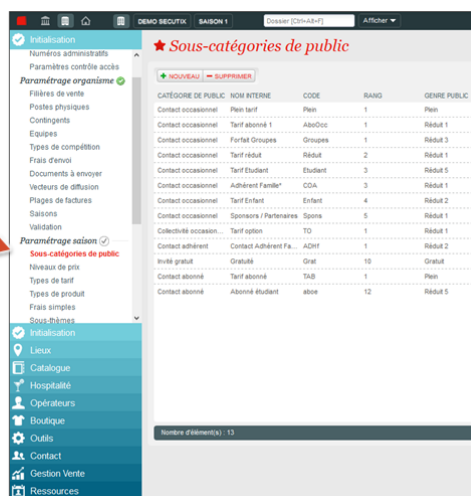 DEMO SECUTIX SAISON 1 Dossier [Ctrl+Alt+F] Afficher
Initialisation
Numéros administratifs
Paramètres contrôle accès
Paramétrage organisme
Filières de vente
Postes physiques
Contingents
Equipes
Types de compétition
Frais d'envoi
Documents à envoyer
Vecteurs de diffusion
Plages de factures
Saisons
Validation
Paramétrage saison
Sous-catégories de public
Niveaux de prix
Types de tarif
Types de produit
Frais simples
Sous-thèmes
Initialisation
Lieux
Catalogue
Hospitalité
Opérateurs
Boutique
Outils
Contact
Gestion Vente
Ressources
Sous-catégories de public
NOUVEAU SUPPRIMER
CATÉGORIE DE PUBLIC NOM INTERNE CODE RANG GENRE PUBLIC
Contact occasionnel Plein tarif Plein 1 Plein
Contact occasionnel Tarif abonné 1 AboOcc 1 Réduit 1
Contact occasionnel Forfait Groupes Groupes 1 Réduit 3
Contact occasionnel Tarif réduit Réduit 2 Réduit 1
Contact occasionnel Tarif Etudiant Etudiant 3 Réduit 5
Contact occasionnel Adhérent Famille* COA 3 Réduit 1
Contact occasionnel Tarif Enfant Enfant 4 Réduit 2
Contact occasionnel Sponsors / Partenaires Spons 5 Réduit 1
Collectivité occasion... Tarif option TO 1 Réduit 1
Contact adhérent Contact Adhérent Fa... ADHf 1 Réduit 2
Invité gratuit Gratuité Grat 10 Gratuit
Contact abonné Tarif abonné TAB 1 Plein
Contact abonné Abonné étudiant aboe 12 Réduit 5
Nombre d'élément(s) : 13